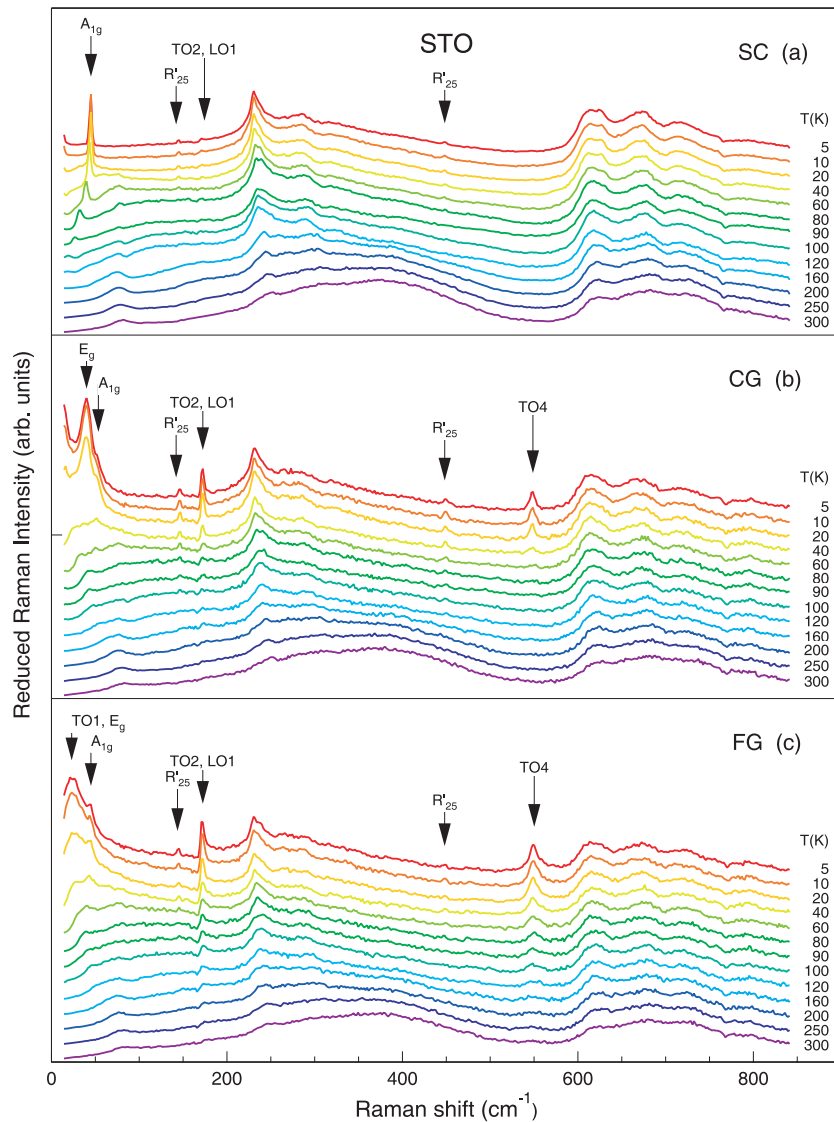 STO
SC (a)
A1g
TO2, LO1
R'25
R'25
T(K)
5
10
20
40
60
80
90
100
120
160
200
250
300
CG (b)
Eg
A1g
TO2, LO1
R'25
R'25
TO4
T(K)
5
10
20
40
60
80
90
100
120
160
200
250
300
FG (c)
TO1, Eg
A1g
TO2, LO1
R'25
R'25
TO4
T(K)
5
10
20
40
60
80
90
100
120
160
200
250
300
Reduced Raman Intensity (arb. units)
0 200 400 600 800
Raman shift (cm-1)